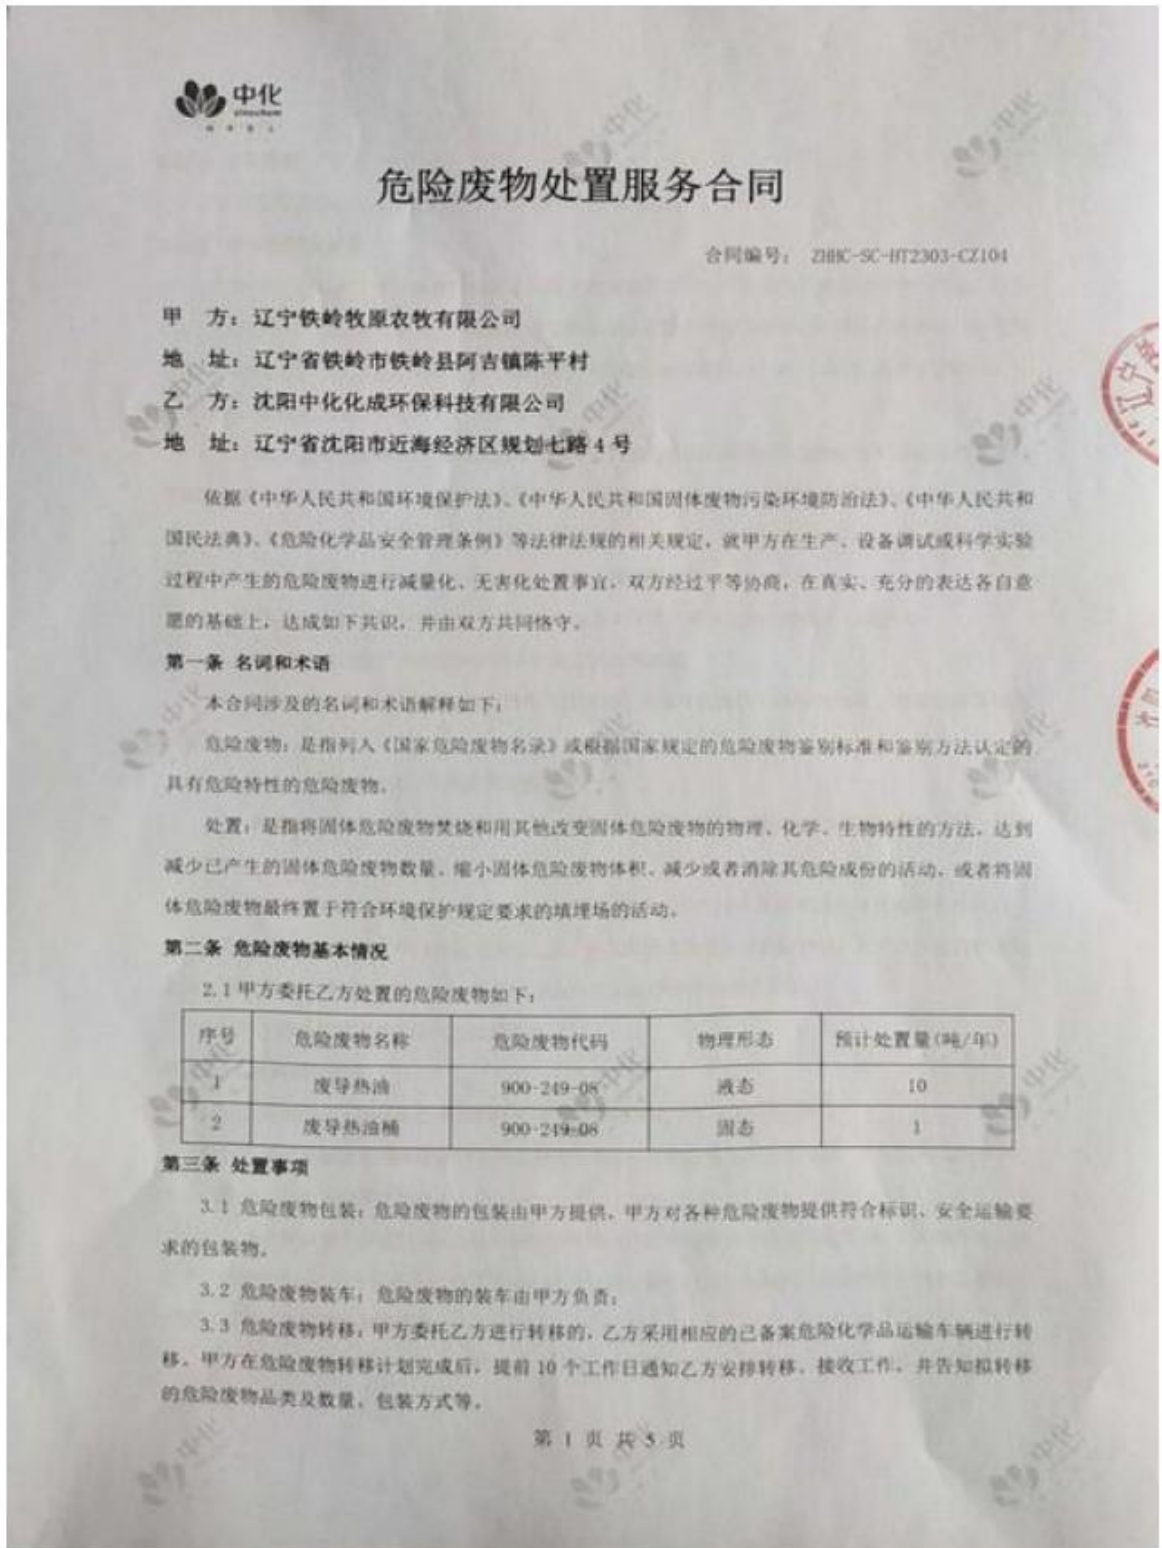 中化
sinochem
危险废物处置服务合同
合同编号： ZHHC-SC-HT2303-CZ104
甲 方：辽宁铁岭牧原农牧有限公司
地 址：辽宁省铁岭市铁岭县阿吉镇陈平村
乙 方：沈阳中化化成环保科技有限公司
地 址：辽宁省沈阳市近海经济区规划七路 4 号
依据《中华人民共和国环境保护法》、《中华人民共和国固体废物污染环境防治法》、《中华人民共和
国民法典》、《危险化学品安全管理条例》等法律法规的相关规定，就甲方在生产、设备调试或科学实验
过程中产生的危险废物进行减量化、无害化处置事宜，双方经过平等协商，在真实、充分的表达各自意
愿的基础上，达成如下共识，并由双方共同恪守。
第一条 名词和术语
本合同涉及的名词和术语解释如下：
危险废物：是指列入《国家危险废物名录》或根据国家规定的危险废物鉴别标准和鉴别方法认定的
具有危险特性的危险废物。
处置：是指将固体危险废物焚烧和用其他改变固体危险废物的物理、化学、生物特性的方法，达到
减少已产生的固体危险废物数量、缩小固体危险废物体积、减少或者消除其危险成份的活动，或者将固
体危险废物最终置于符合环境保护规定要求的填埋场的活动。
第二条 危险废物基本情况
2.1 甲方委托乙方处置的危险废物如下：
序号 危险废物名称 危险废物代码 物理形态 预计处置量(吨/年)
1 废导热油 900-249-08 液态 10
2 废导热油桶 900-249-08 固态 1
第三条 处置事项
3.1 危险废物包装：危险废物的包装由甲方提供，甲方对各种危险废物提供符合标识、安全运输要
求的包装物。
3.2 危险废物装车：危险废物的装车由甲方负责；
3.3 危险废物转移：甲方委托乙方进行转移的，乙方采用相应的已备案危险化学品运输车辆进行转
移。甲方在危险废物转移计划完成后，提前 10 个工作日通知乙方安排转移、接收工作，并告知拟转移
的危险废物品类及数量、包装方式等。
第 1 页 共 5 页